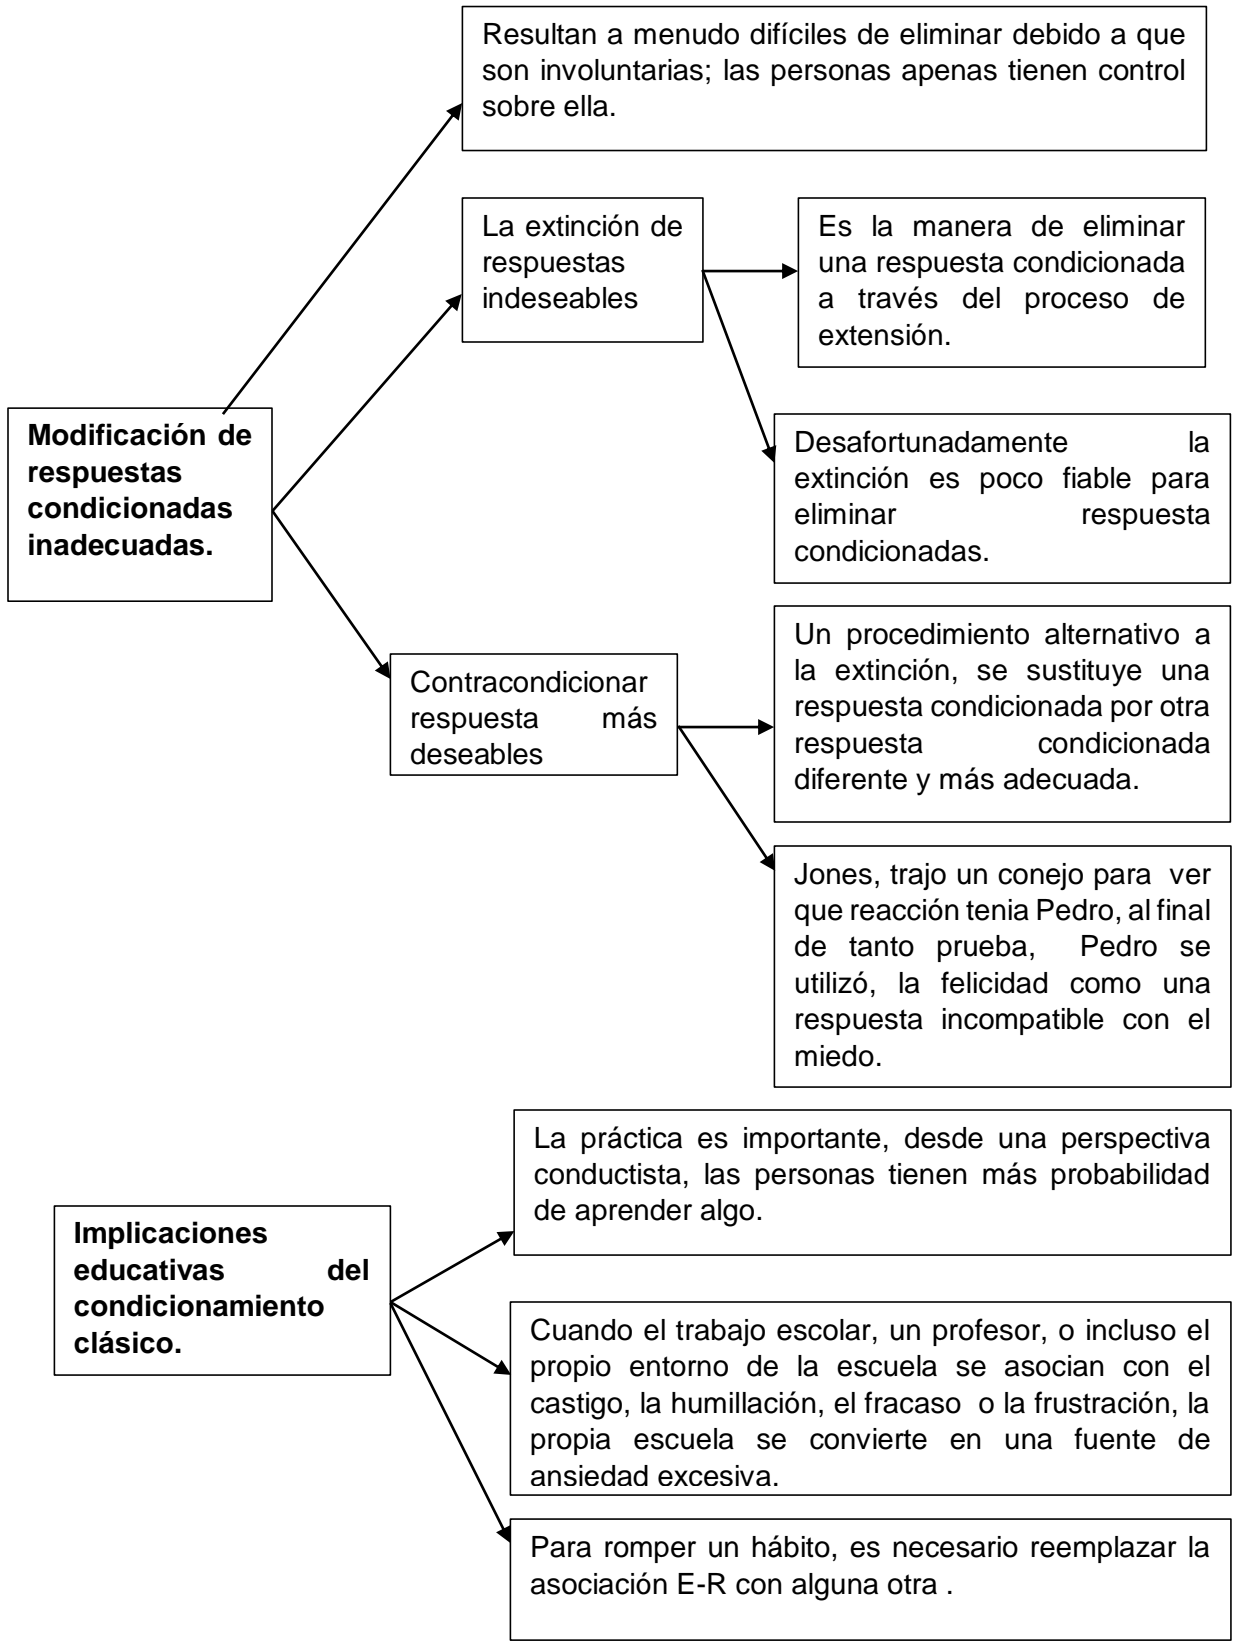 Resultan a menudo difíciles de eliminar debido a que
son involuntarias; las personas apenas tienen control
sobre ella.
La extinción de
respuestas
indeseables
Es la manera de eliminar
una respuesta condicionada
a través del proceso de
extensión.
Modificación de
respuestas
condicionadas
inadecuadas.
Desafortunadamente la
extinción es poco fiable para
eliminar respuesta
condicionadas.
Contracondicionar
respuesta más
deseables
Un procedimiento alternativo a
la extinción, se sustituye una
respuesta condicionada por otra
respuesta condicionada
diferente y más adecuada.
Jones, trajo un conejo para ver
que reacción tenia Pedro, al final
de tanto prueba, Pedro se
utilizó, la felicidad como una
respuesta incompatible con el
miedo.
La práctica es importante, desde una perspectiva
conductista, las personas tienen más probabilidad
de aprender algo.
Implicaciones
educativas del
condicionamiento
clásico.
Cuando el trabajo escolar, un profesor, o incluso el
propio entorno de la escuela se asocian con el
castigo, la humillación, el fracaso o la frustración, la
propia escuela se convierte en una fuente de
ansiedad excesiva.
Para romper un hábito, es necesario reemplazar la
asociación E-R con alguna otra .